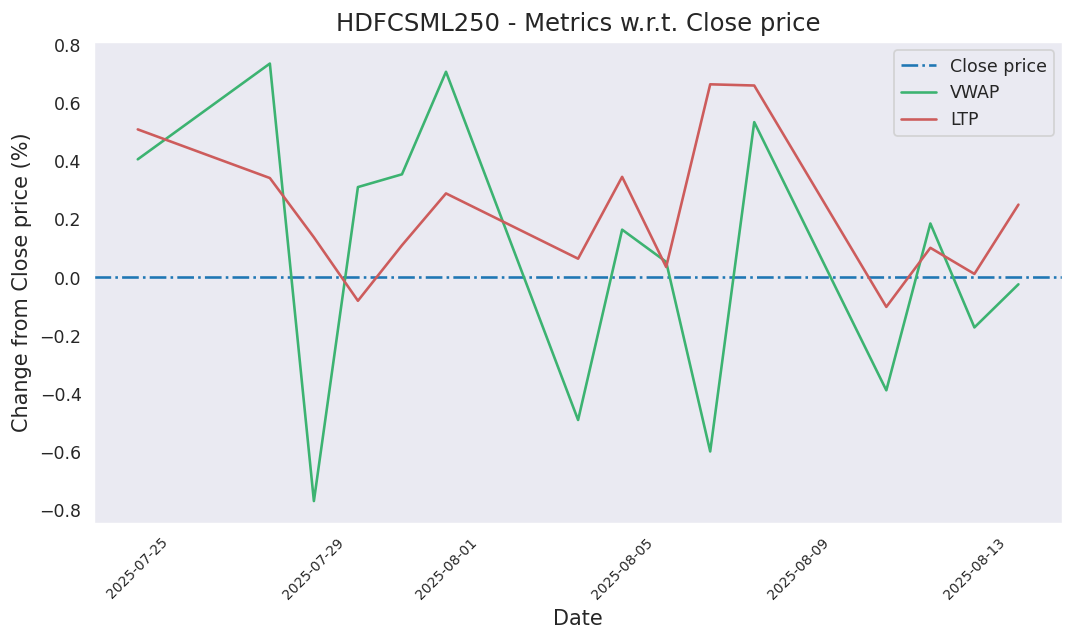 HDFCSML250 - Metrics w.r.t. Close price
Change from Close price (%)
0.8
0.6
0.4
0.2
0.0
−0.2
−0.4
−0.6
−0.8
Close price
VWAP
LTP
2025-07-25
2025-07-29
2025-08-01
2025-08-05
2025-08-09
2025-08-13
Date